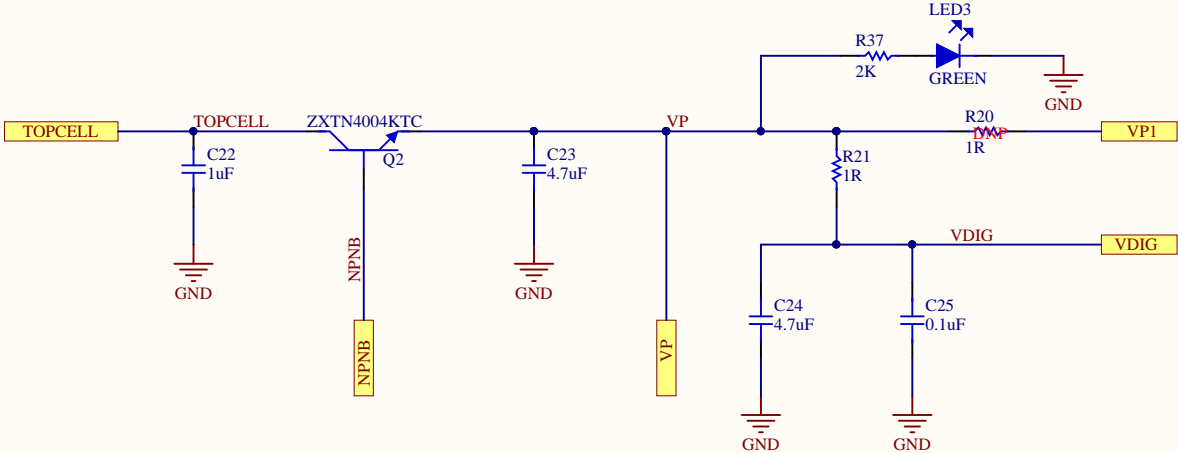 LED3
R37
2K
GREEN
GND
TOPCELL
TOPCELL
ZXTN4004KTC
Q2
VP
R20
DNP
1R
VP1
C22
1uF
C23
4.7uF
R21
1R
NPNB
GND
GND
VDIG
VDIG
C24
4.7uF
C25
0.1uF
NPNB
VP
GND
GND